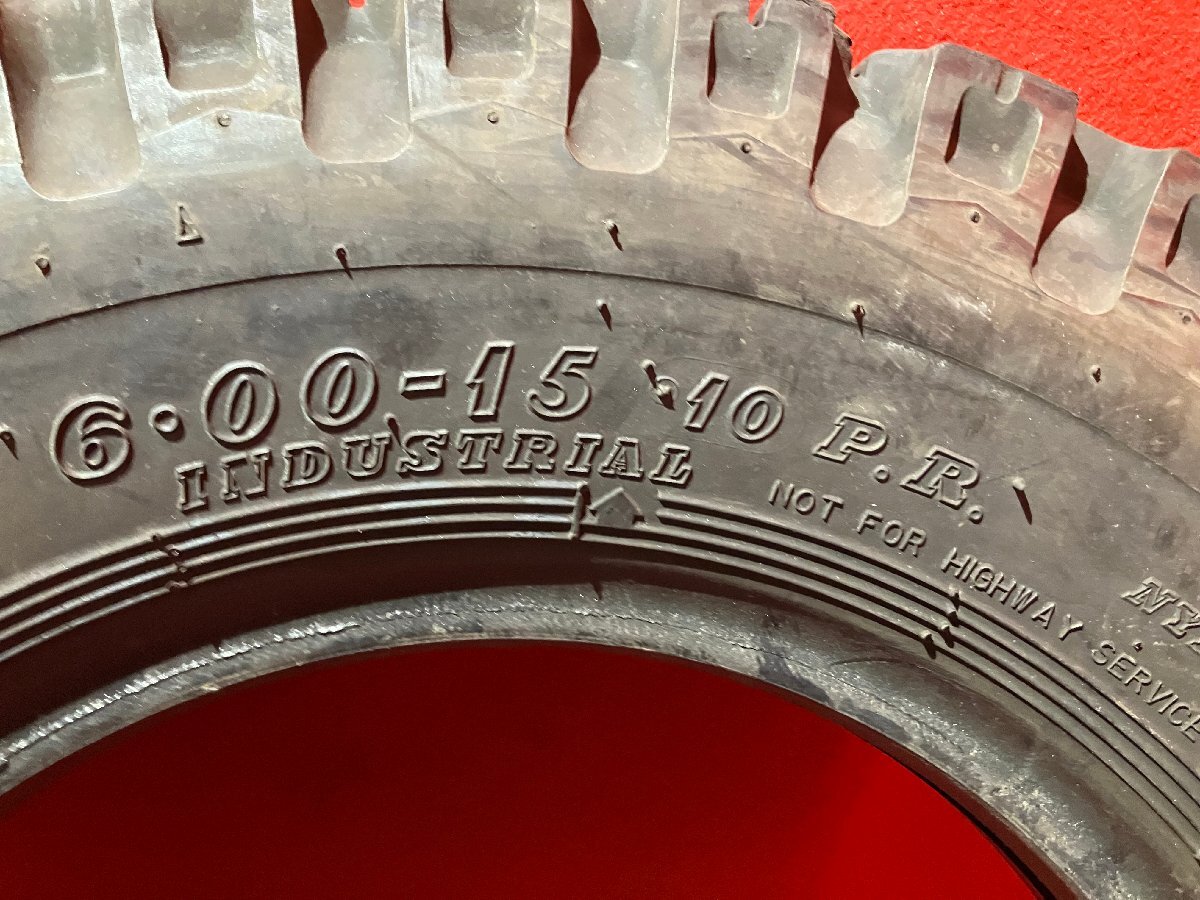 6.00-15 10 P.R.
INDUSTRIAL
NOT FOR HIGHWAY SERVICE